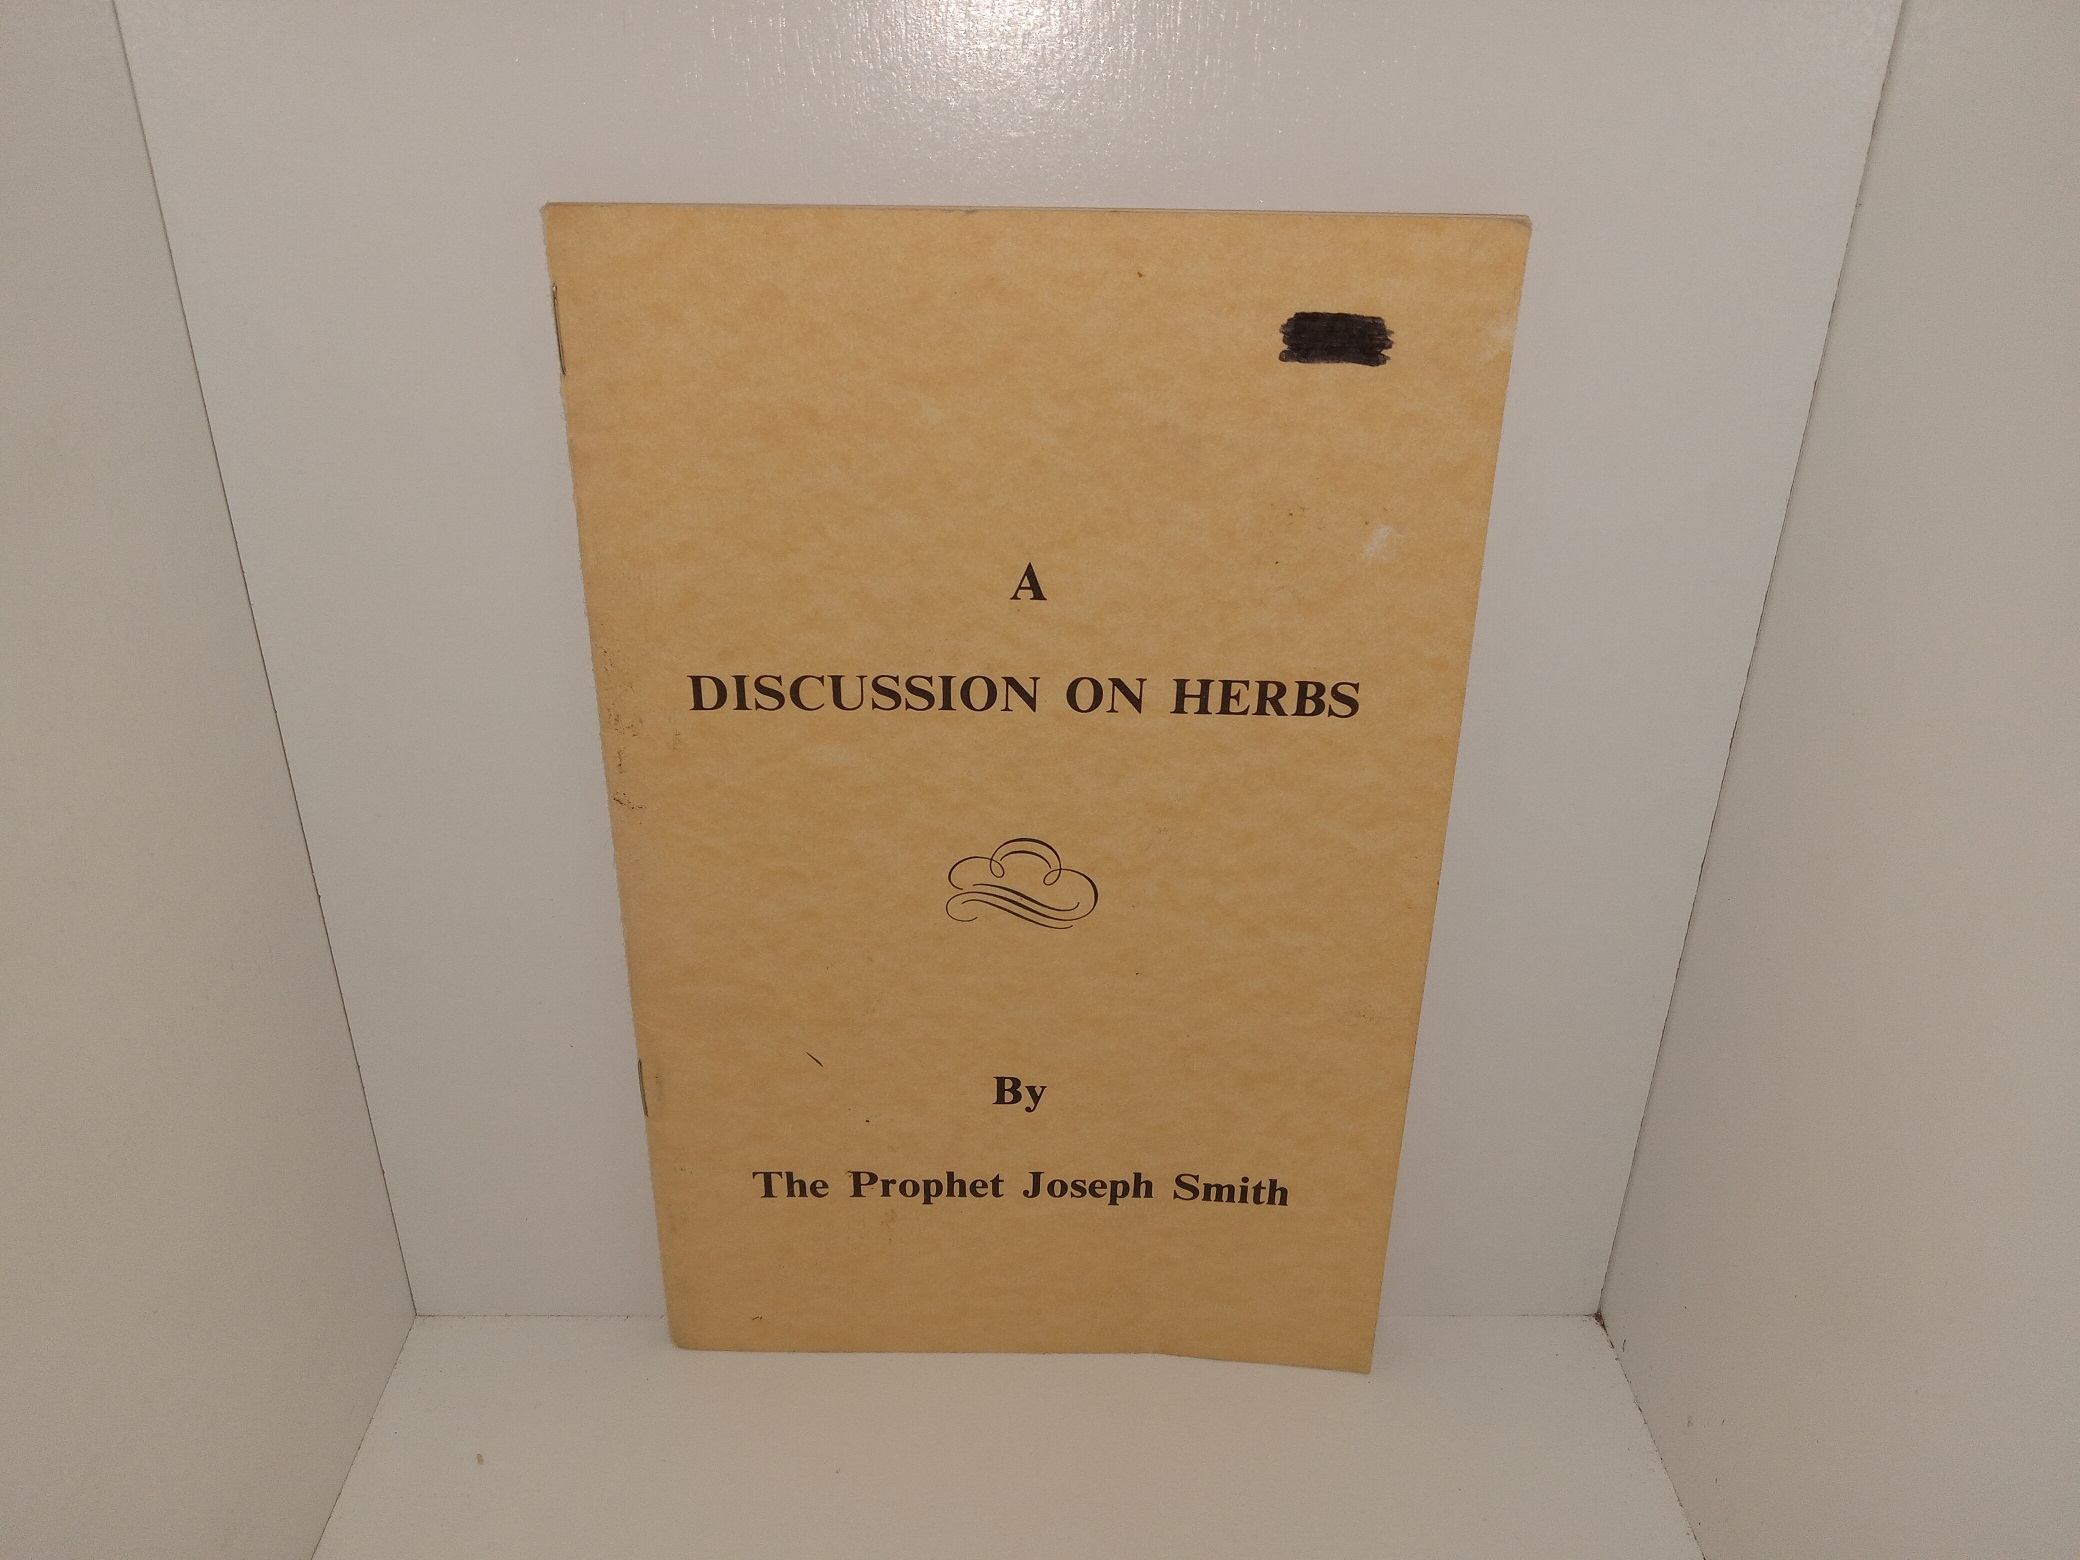 A
DISCUSSION ON HERBS
By
The Prophet Joseph Smith